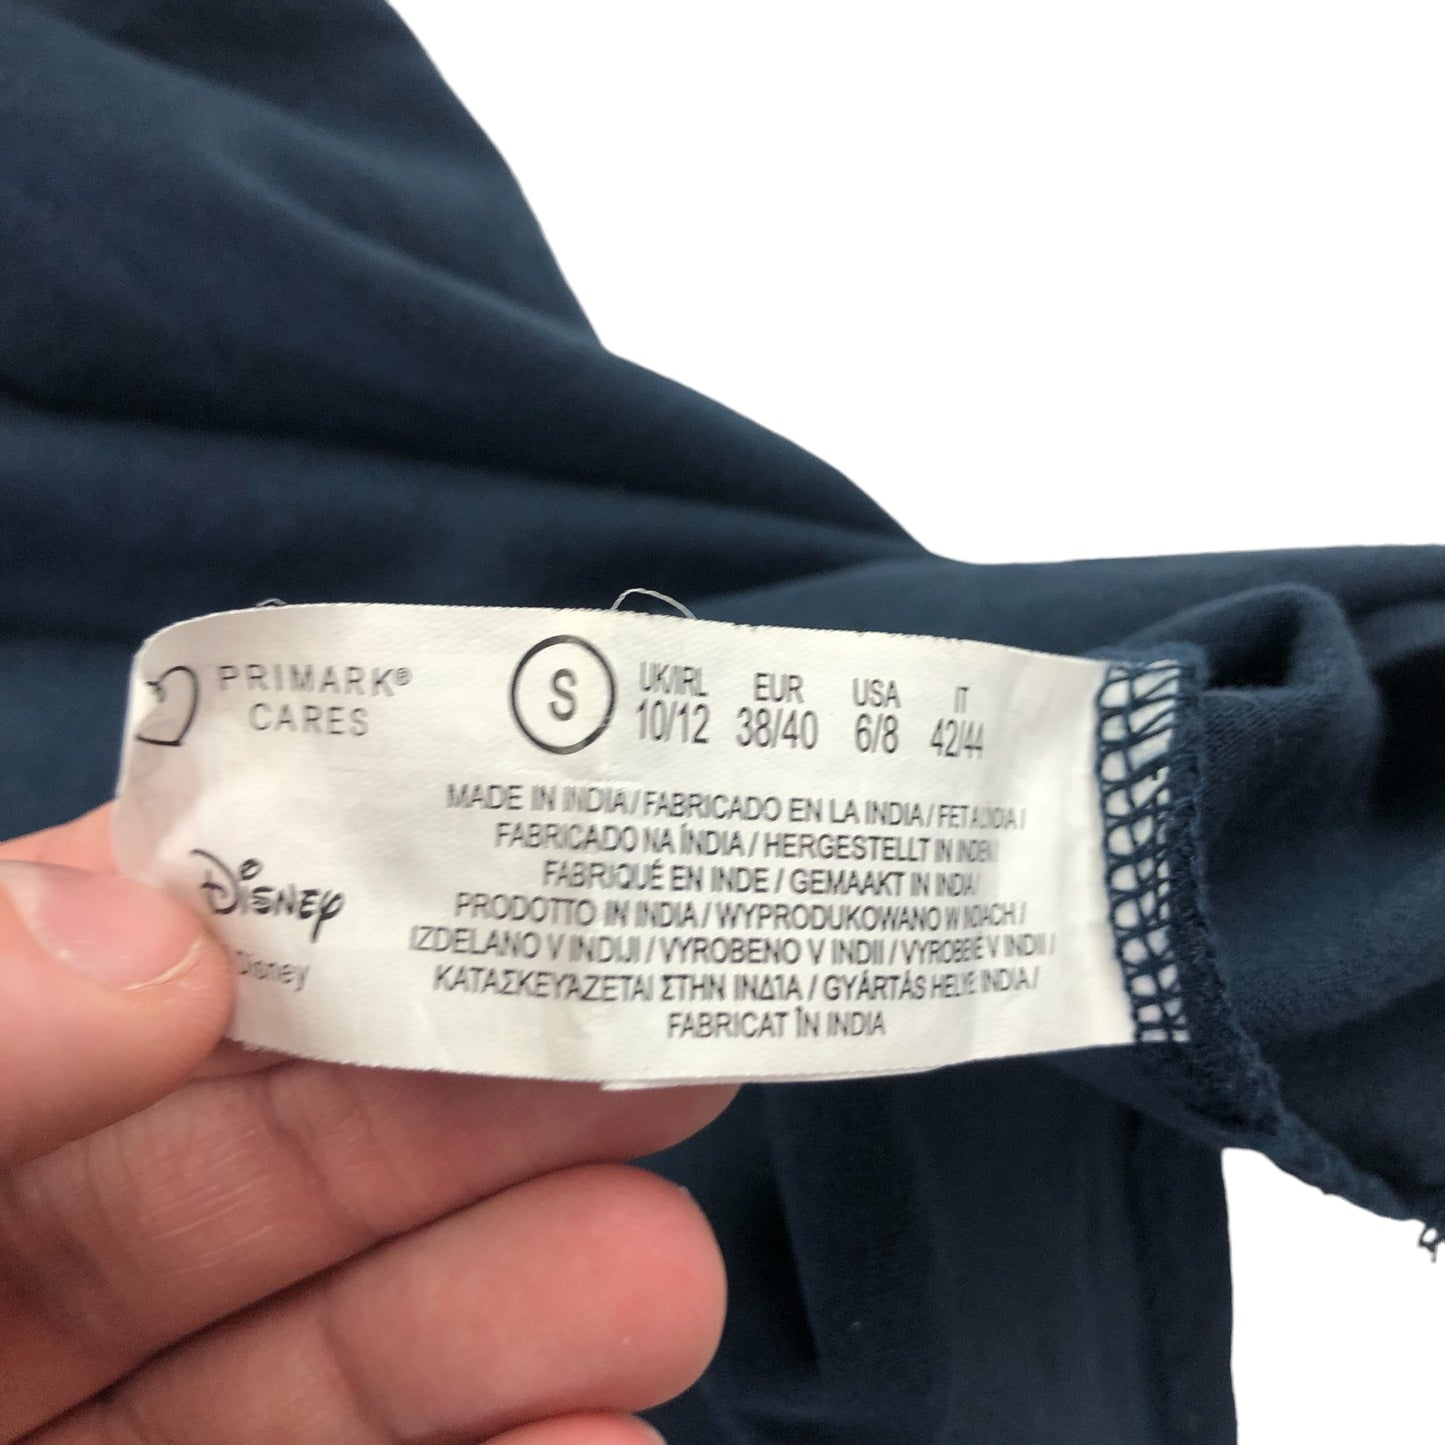 PRIMARK®
CARES
S
UK/IRL EUR USA IT
10/12 38/40 6/8 42/44
MADE IN INDIA / FABRICADO EN LA INDIA /
FABRICADO NA ÍNDIA / HERGESTELLT IN INDIEN /
FABRIQUÉ EN INDE / GEMAAKT IN INDIA /
PRODOTTO IN INDIA / WYPRODUKOWANO W INDIACH /
IZDELANO V INDIJI / VYROBENO V INDII / VYROBENÉ V INDII /
ΚΑΤΑΣΚΕΥΆΖΕΤΑΙ ΣΤΗΝ ΙΝΔΊΑ / GYÁRTÁS HELYE INDIA /
FABRICAT ÎN INDIA
Disney
Disney